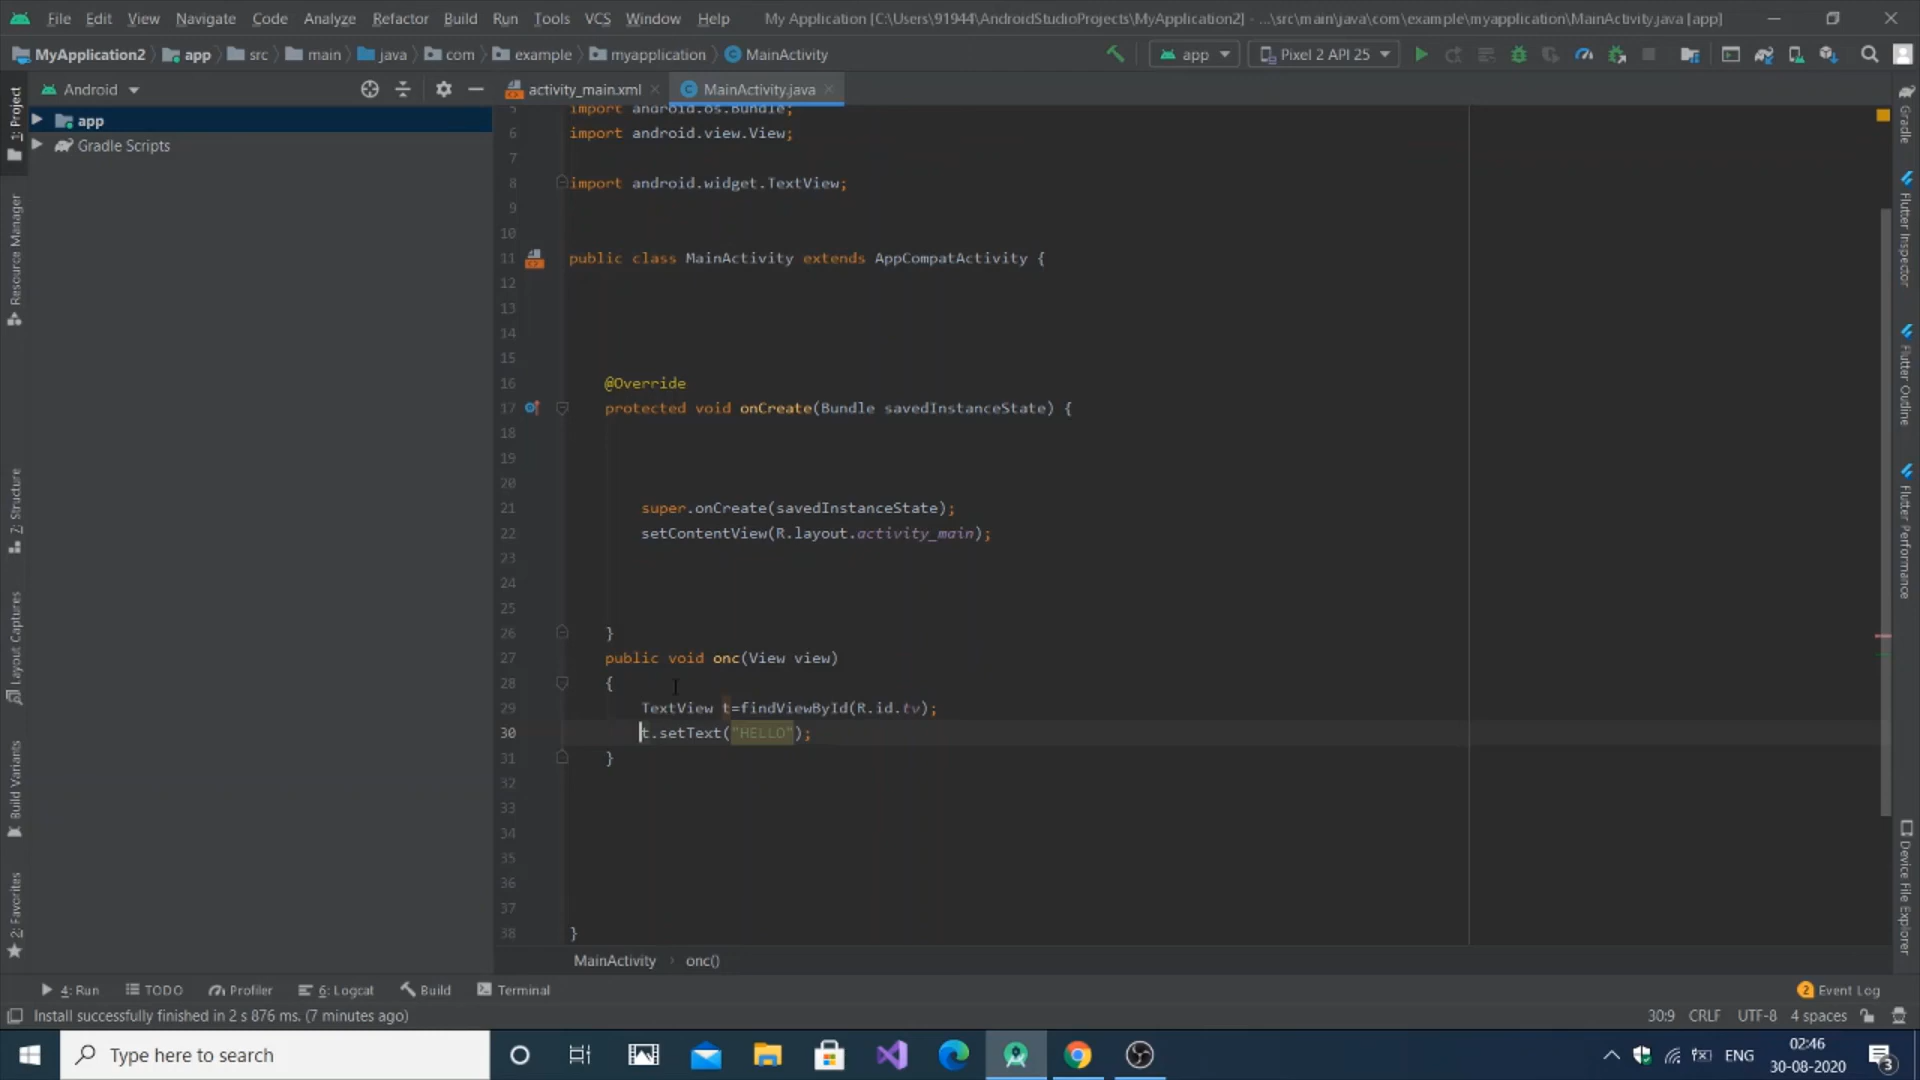 File Edit View Navigate Code Analyze Refactor Build Run Tools VCS Window Help My Application [C:\Users\91944\AndroidStudioProjects\MyApplication2] - ...\src\main\java\com\example\myapplication\MainActivity.java [app]
MyApplication2 app src main java com example myapplication MainActivity app Pixel 2 API 25
Android activity_main.xml MainActivity.java
app
Gradle Scripts
1: Project
Resource Manager
Z: Structure
Layout Captures
Build Variants
2: Favorites
5 import android.os.Bundle;
6 import android.view.View;
7
8 import android.widget.TextView;
9
10
11 public class MainActivity extends AppCompatActivity {
12
13
14
15
16 @Override
17 protected void onCreate(Bundle savedInstanceState) {
18
19
20
21 super.onCreate(savedInstanceState);
22 setContentView(R.layout.activity_main);
23
24
25
26 }
27 public void onc(View view)
28 {
29 TextView t=findViewById(R.id.tv);
30 t.setText("HELLO");
31 }
32
33
34
35
36
37
38 }
Gradle
Flutter Inspector
Flutter Outline
Flutter Performance
Device File Explorer
MainActivity onc()
4: Run TODO Profiler 6: Logcat Build Terminal 2 Event Log
Install successfully finished in 2 s 876 ms. (7 minutes ago) 30:9 CRLF UTF-8 4 spaces
Type here to search ENG 02:46
30-08-2020 3